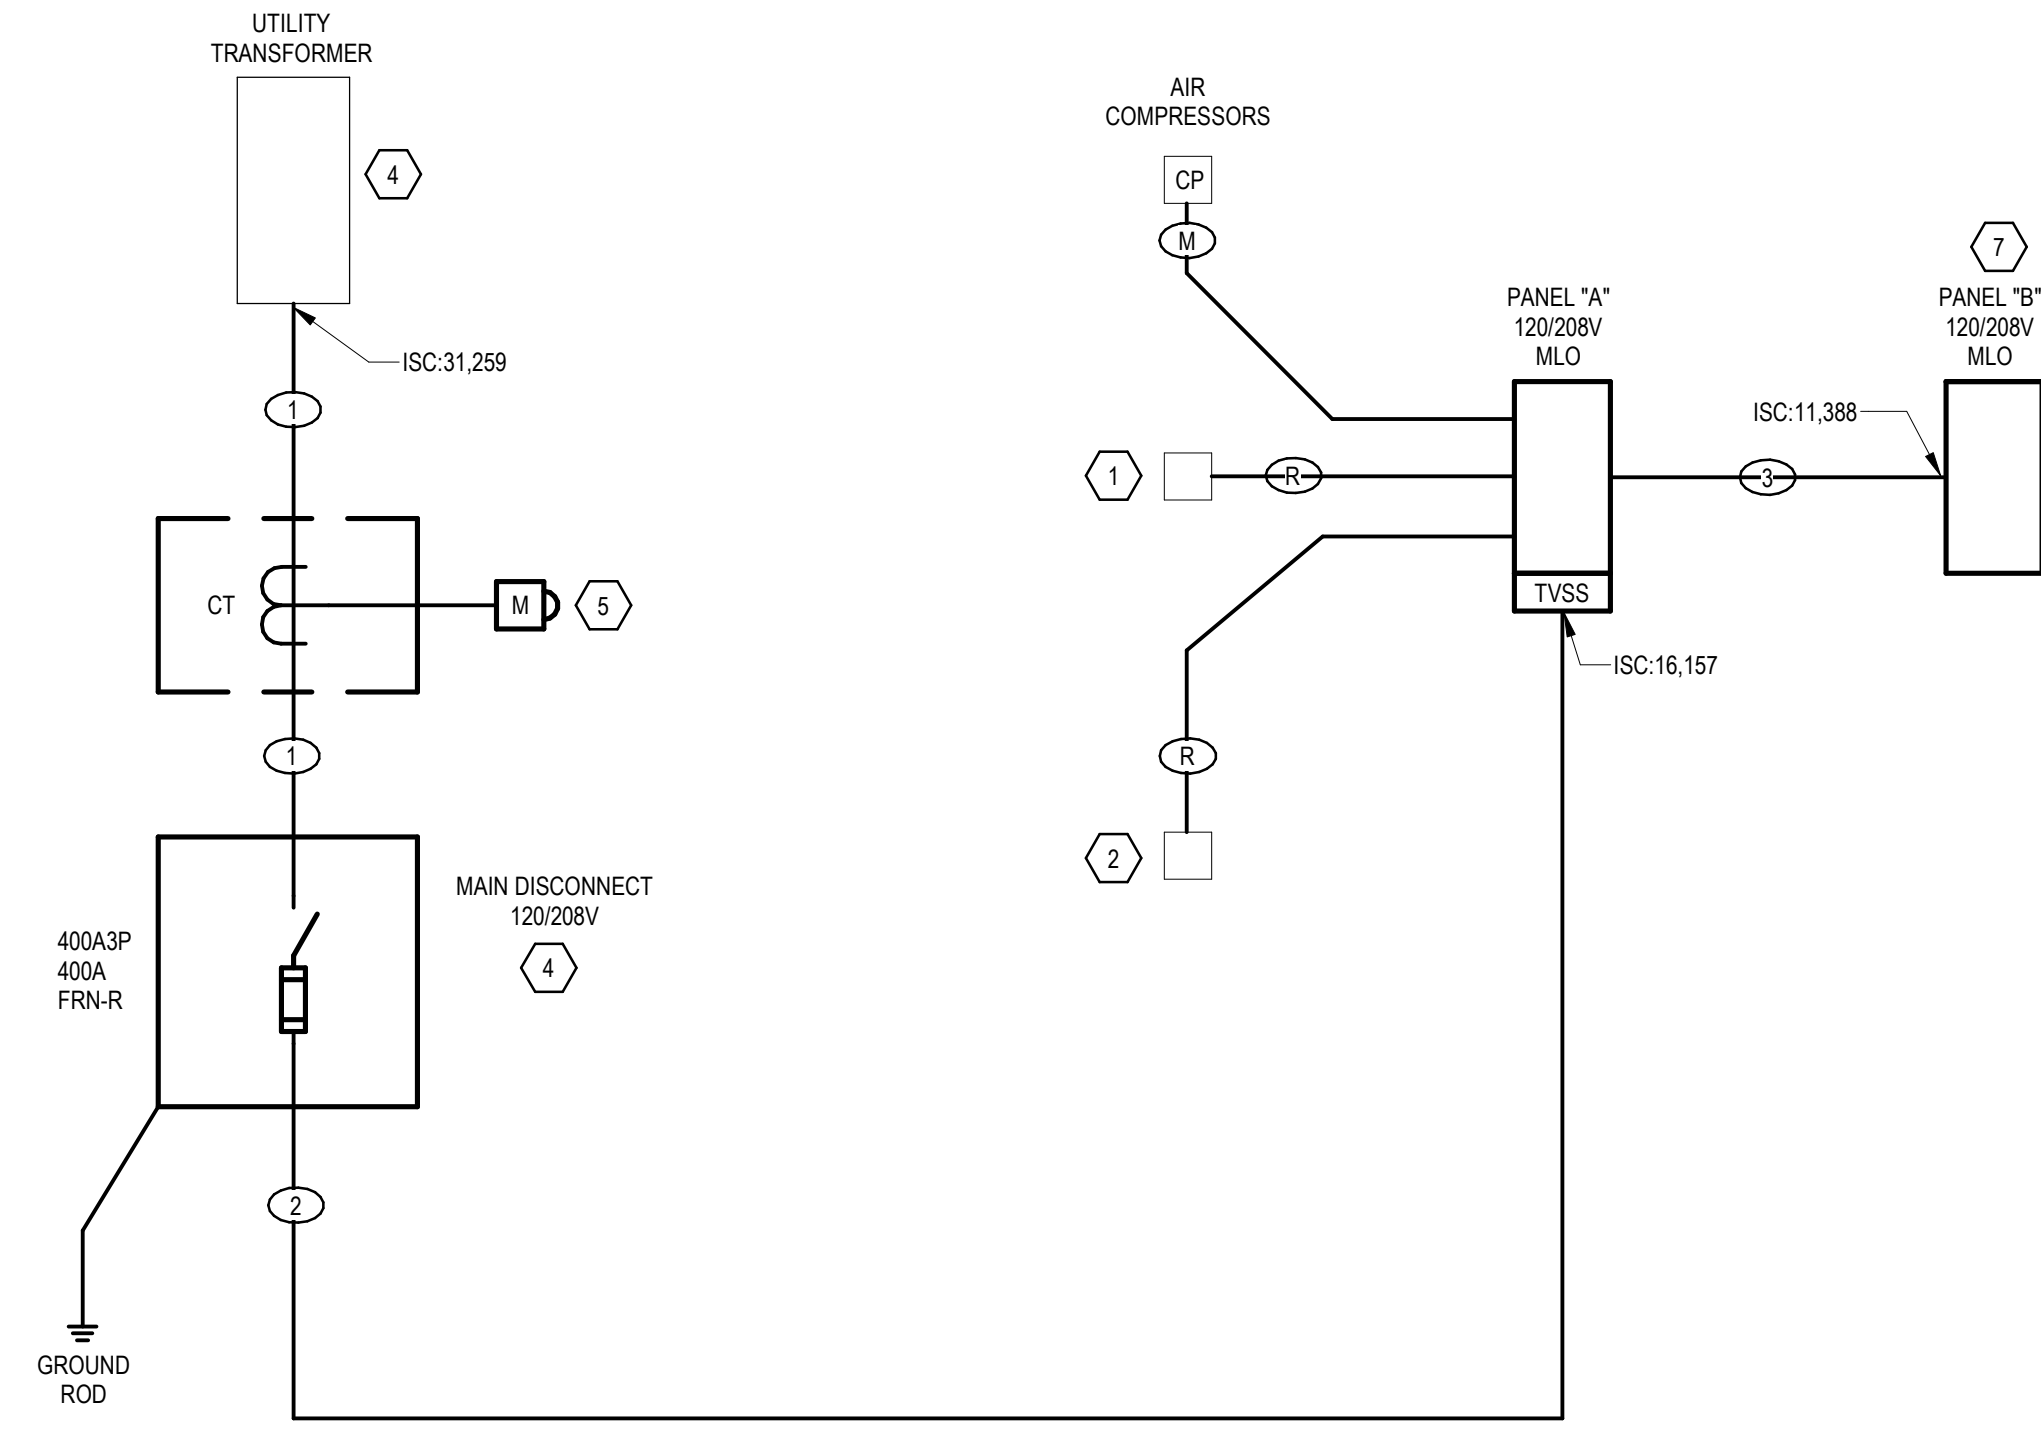 UTILITY
TRANSFORMER
4
ISC:31,259
1
CT
M
5
1
MAIN DISCONNECT
120/208V
4
400A3P
400A
FRN-R
2
GROUND
ROD
AIR
COMPRESSORS
CP
M
1
R
R
2
PANEL "A"
120/208V
MLO
TVSS
ISC:16,157
3
ISC:11,388
7
PANEL "B"
120/208V
MLO